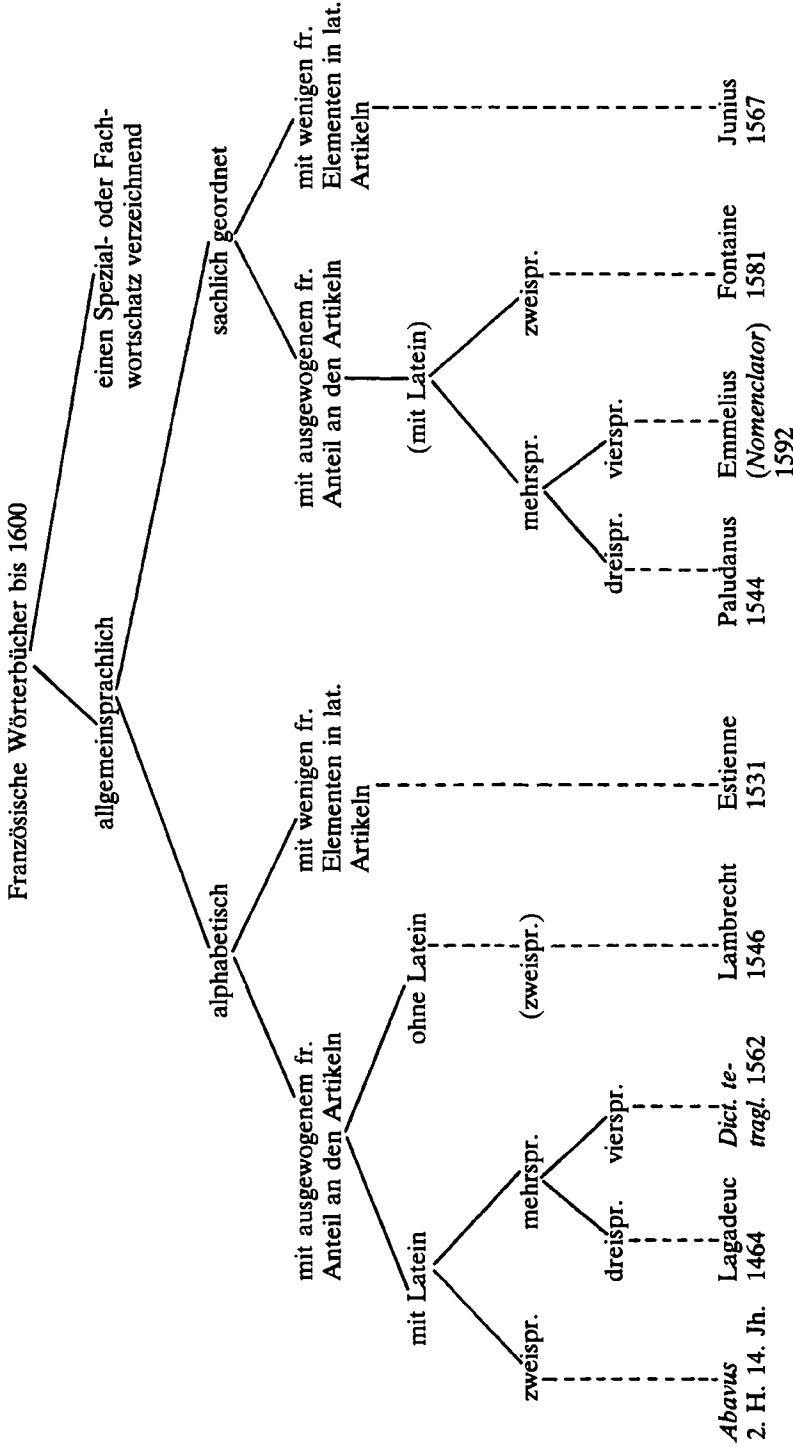 Französische Wörterbücher bis 1600
allgemeinsprachlich
einen Spezial- oder Fach-
wortschatz verzeichnend
alphabetisch
sachlich geordnet
mit ausgewogenem fr.
Anteil an den Artikeln
mit wenigen fr.
Elementen in lat.
Artikeln
mit ausgewogenem fr.
Anteil an den Artikeln
mit wenigen fr.
Elementen in lat.
Artikeln
mit Latein
ohne Latein
(mit Latein)
zweispr.
mehrspr.
(zweispr.)
mehrspr.
zweispr.
dreispr.
vierspr.
dreispr.
vierspr.
Abavus
2. H. 14. Jh.
Lagadeuc
1464
Dict. te-
tragl. 1562
Lambrecht
1546
Estienne
1531
Paludanus
1544
Emmelius
(Nomenclator)
1592
Fontaine
1581
Junius
1567